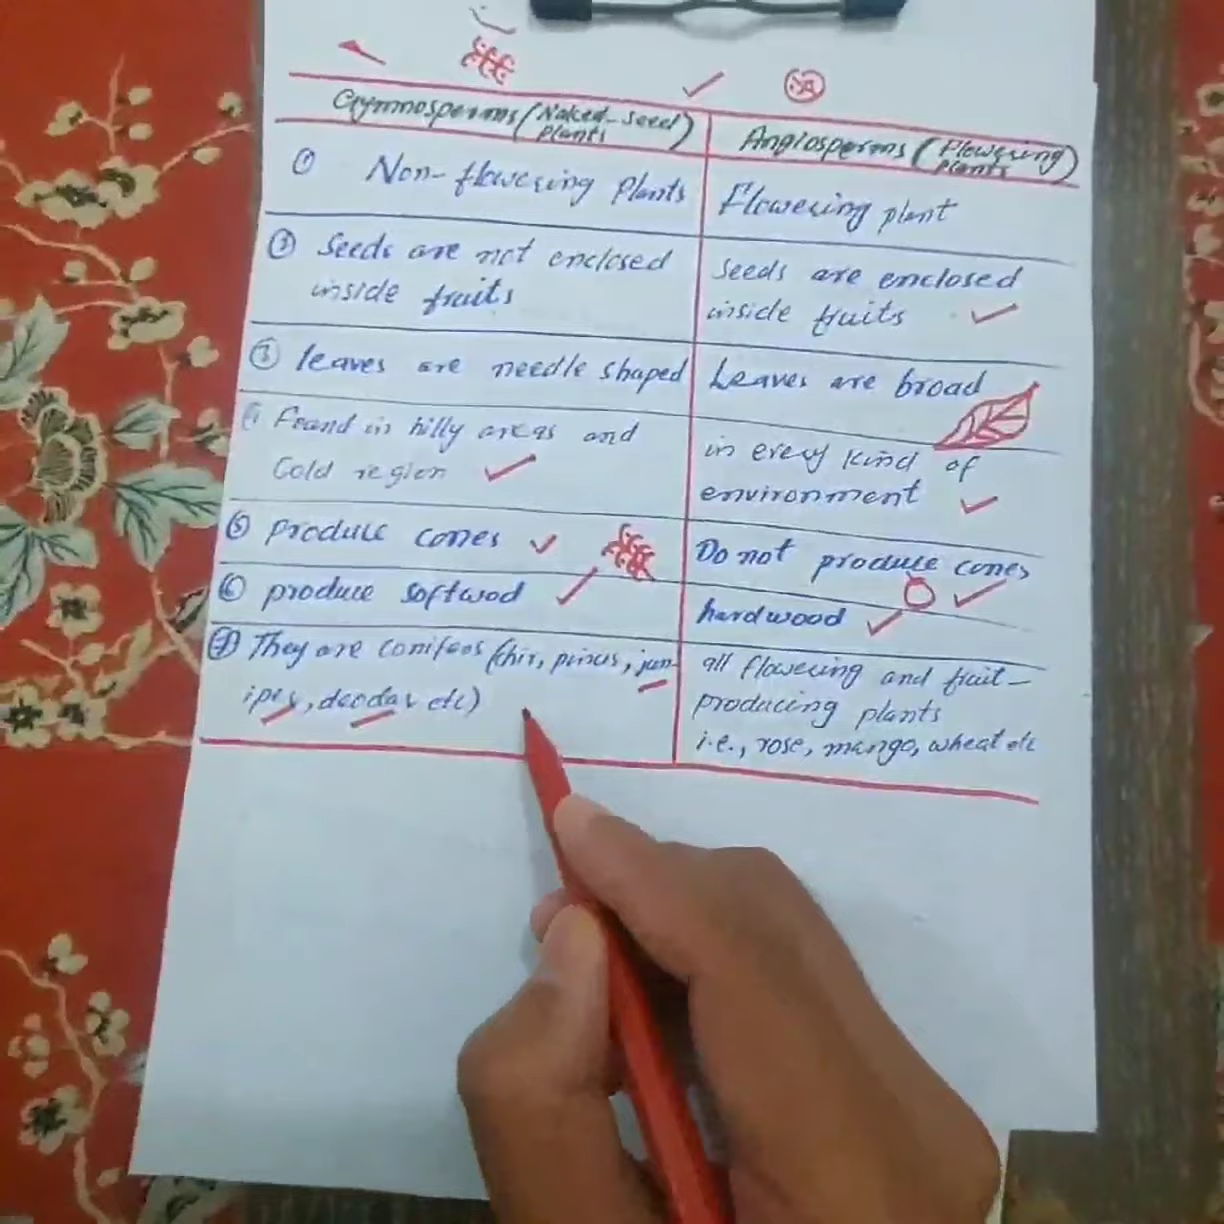 Gymnosperms (Naked-seed plants)
Angiosperms (Flowering plants)
① Non-flowering plants
Flowering plant
② Seeds are not enclosed
inside fruits
Seeds are enclosed
inside fruits
③ leaves are needle shaped
Leaves are broad
Found in hilly areas and
Cold region
in every kind of
environment
⑤ produce cones
Do not produce cones
⑥ produce softwod
hardwood
⑦ They are conifers (chir, pinus, jun-
iper, deodar etc)
all flowering and fruit-
producing plants
i.e., rose, mango, wheat etc